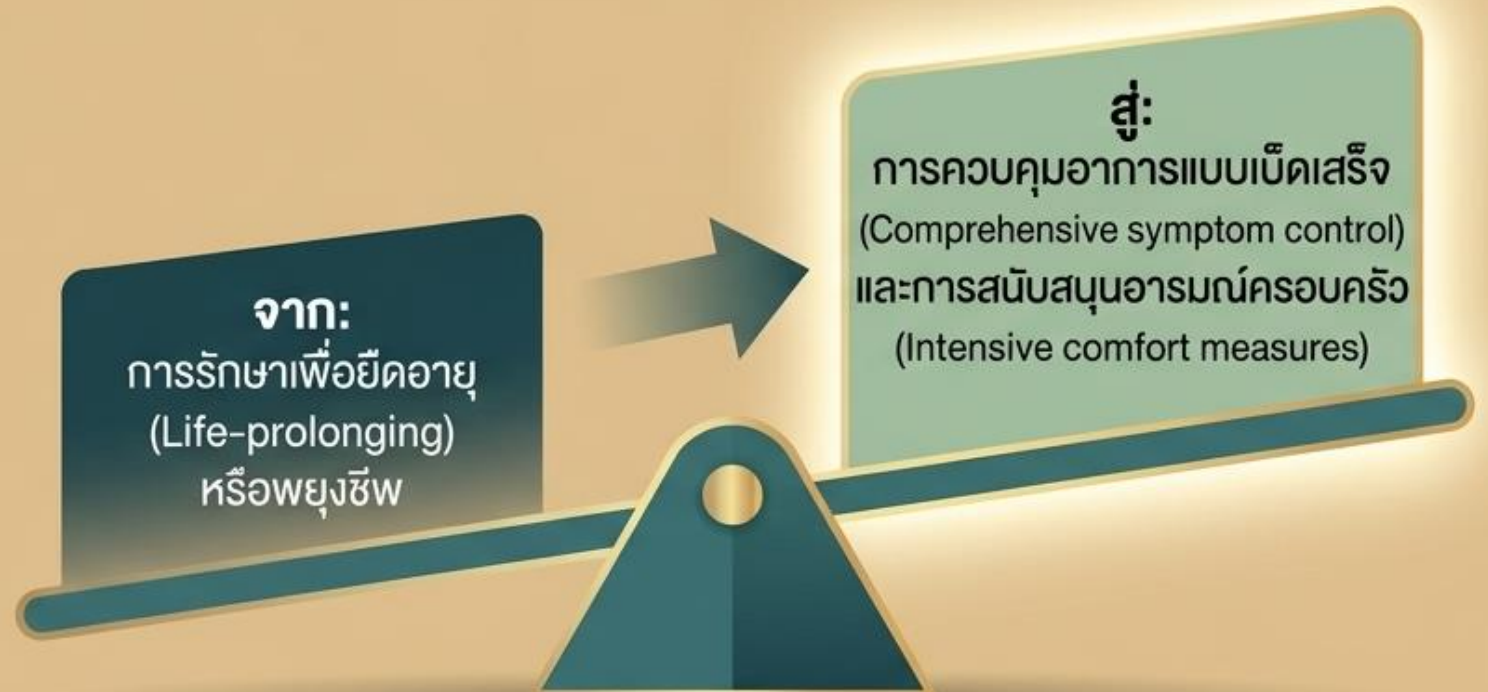 จาก:
การรักษาเพื่อยืดอายุ
(Life-prolonging)
หรือพยุงชีพ
สู่:
การควบคุมอาการแบบเบ็ดเสร็จ
(Comprehensive symptom control)
และการสนับสนุนอารมณ์ครอบครัว
(Intensive comfort measures)